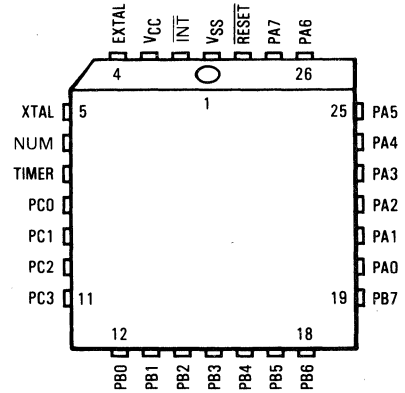 EXTAL VCC INT VSS RESET PA7 PA6
4 26
XTAL 5 1 25 PA5
NUM PA4
TIMER PA3
PC0 PA2
PC1 PA1
PC2 PA0
PC3 11 19 PB7
12 18
PB0 PB1 PB2 PB3 PB4 PB5 PB6